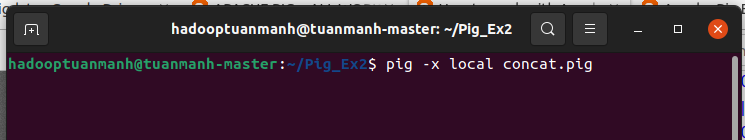 hadooptuanmanh@tuanmanh-master: ~/Pig_Ex2
hadooptuanmanh@tuanmanh-master:~/Pig_Ex2$ pig -x local concat.pig